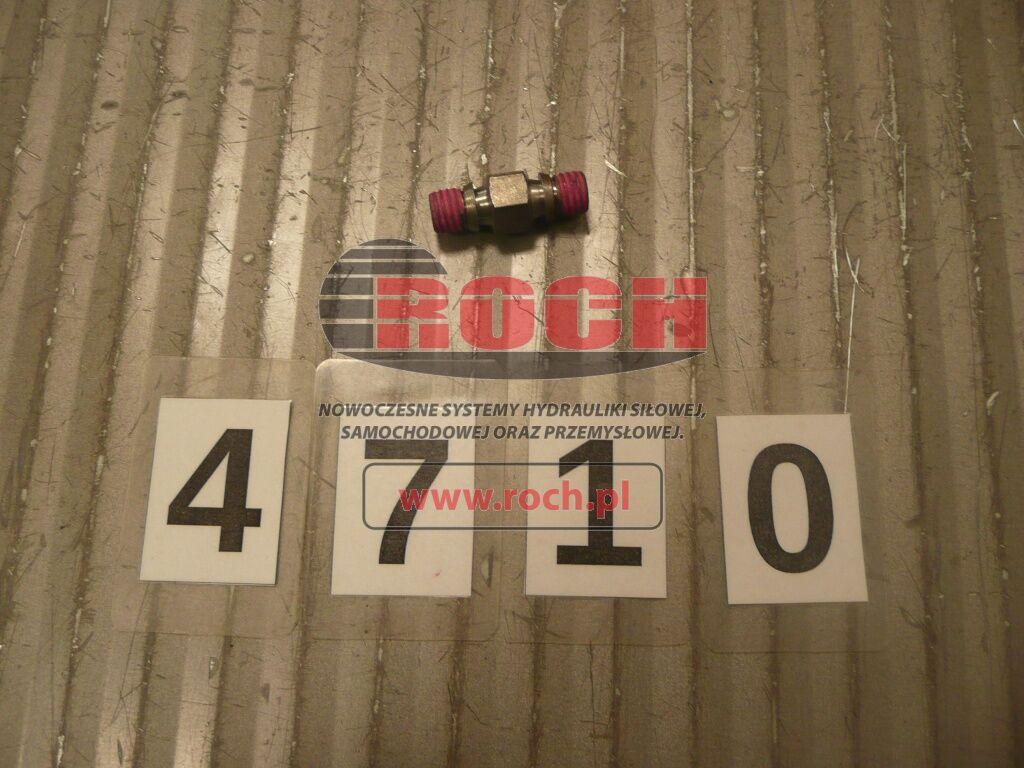 ROCH
NOWOCZESNE SYSTEMY HYDRAULIKI SIŁOWEJ,
SAMOCHODOWEJ ORAZ PRZEMYSŁOWEJ.
www.roch.pl
4 7 1 0